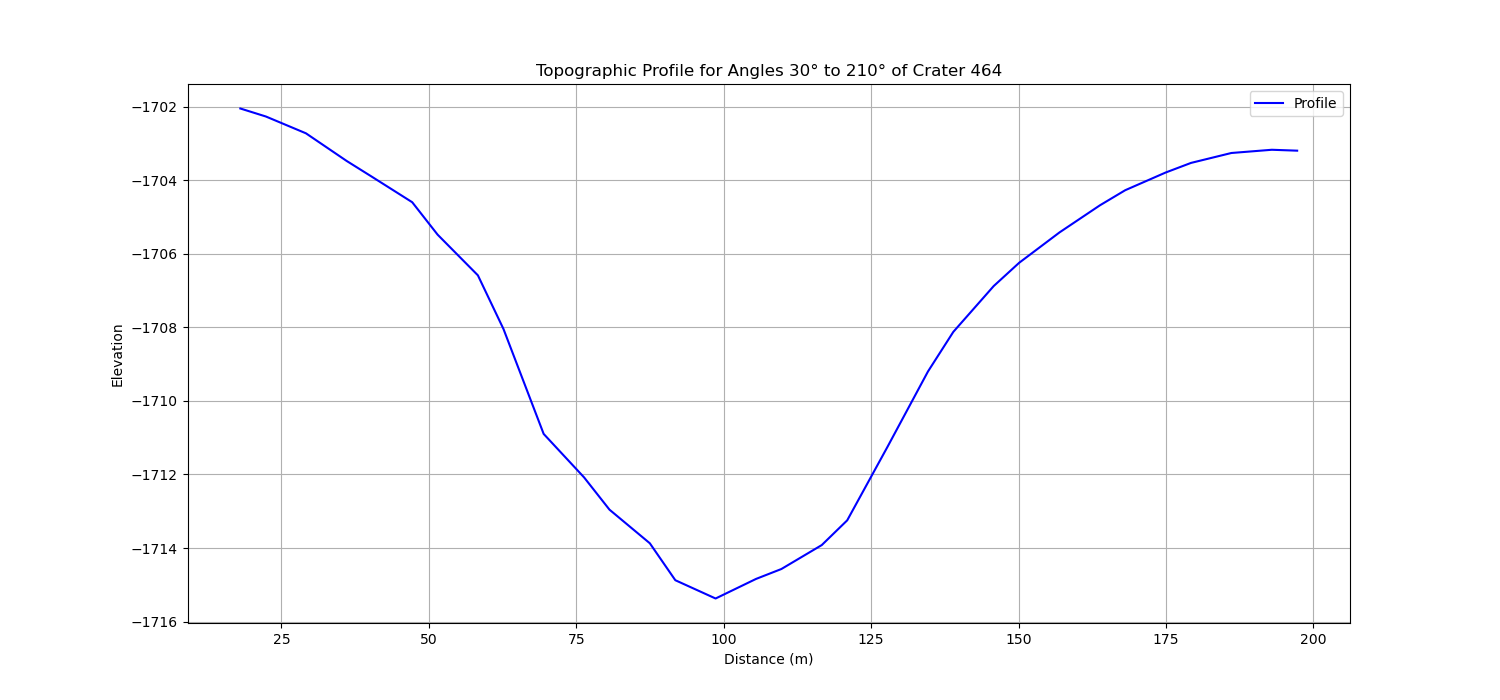 Topographic Profile for Angles 30° to 210° of Crater 464
Profile
Elevation
−1702
−1704
−1706
−1708
−1710
−1712
−1714
−1716
25 50 75 100 125 150 175 200
Distance (m)